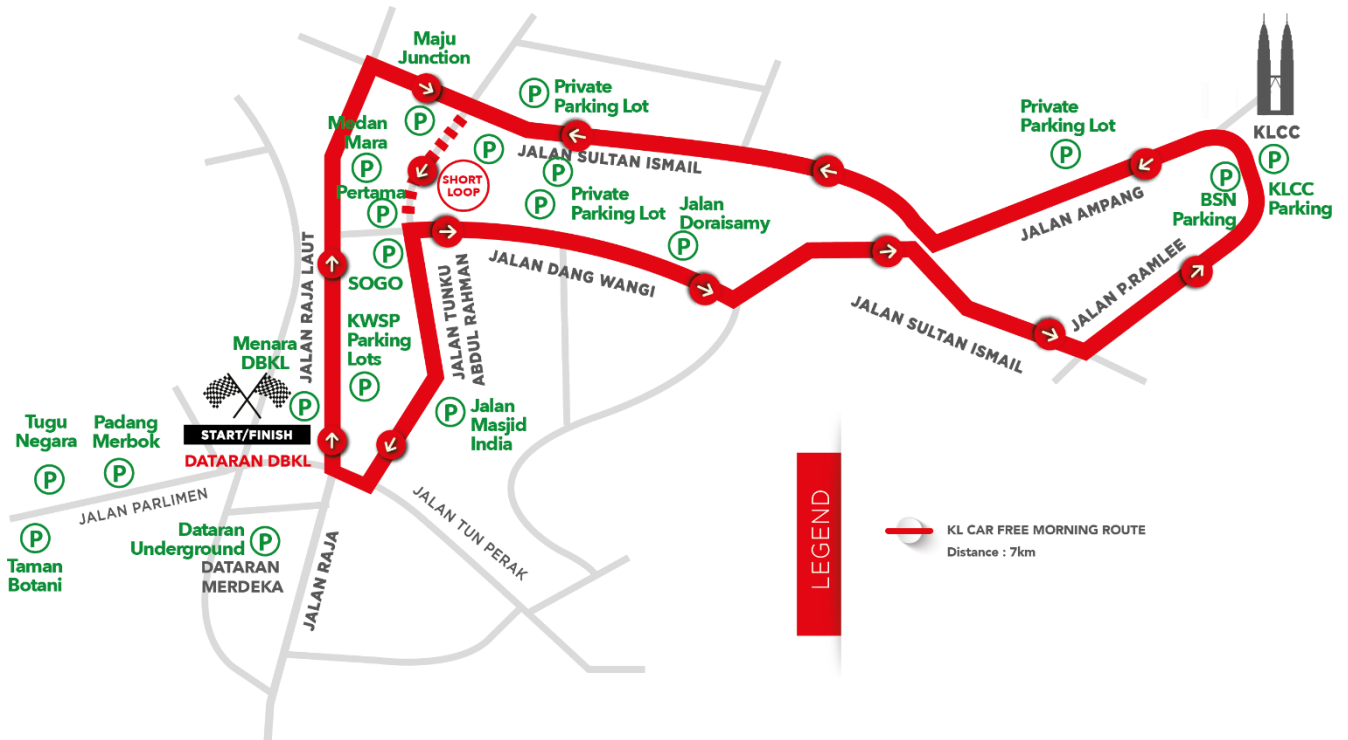 Maju
Junction
P
P
Private
Parking Lot
Medan
Mara
P
P
JALAN SULTAN ISMAIL
P
SHORT
LOOP
Pertama
P
P
Private
Parking Lot
Jalan
Doraisamy
P
Private
Parking Lot
P
KLCC
P
KLCC
Parking
P
BSN
Parking
JALAN AMPANG
JALAN P.RAMLEE
JALAN SULTAN ISMAIL
JALAN DANG WANGI
P
SOGO
JALAN RAJA LAUT
JALAN TUNKU
ABDUL RAHMAN
KWSP
Parking
Lots
P
Menara
DBKL
P
START/FINISH
DATARAN DBKL
P
Jalan
Masjid
India
Tugu
Negara
P
Padang
Merbok
P
JALAN PARLIMEN
P
Taman
Botani
Dataran
Underground
P
DATARAN
MERDEKA
JALAN RAJA
JALAN TUN PERAK
LEGEND
KL CAR FREE MORNING ROUTE
Distance : 7km